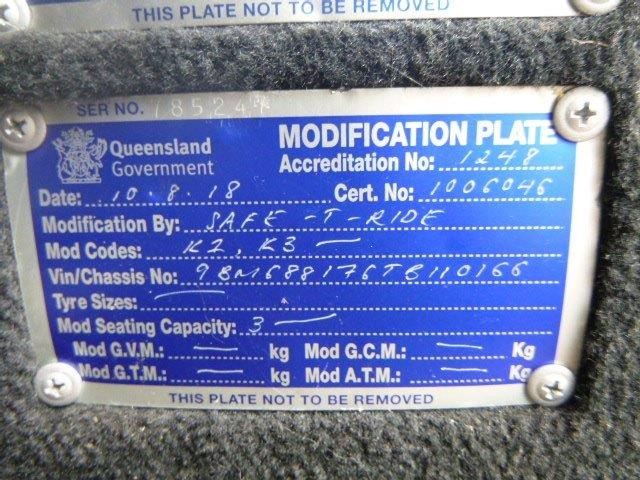 THIS PLATE NOT TO BE REMOVED
SER NO.
Queensland Government
MODIFICATION PLATE
Accreditation No: 1248
Date: 10.8.18 Cert. No: 1006046
Modification By: SAFE-T-RIDE
Mod Codes: K2, K3 —
Vin/Chassis No: 9BM688176TB110166
Tyre Sizes: —
Mod Seating Capacity: 3 —
Mod G.V.M.: — kg Mod G.C.M.: — Kg
Mod G.T.M.: — kg Mod A.T.M.: — Kg
THIS PLATE NOT TO BE REMOVED